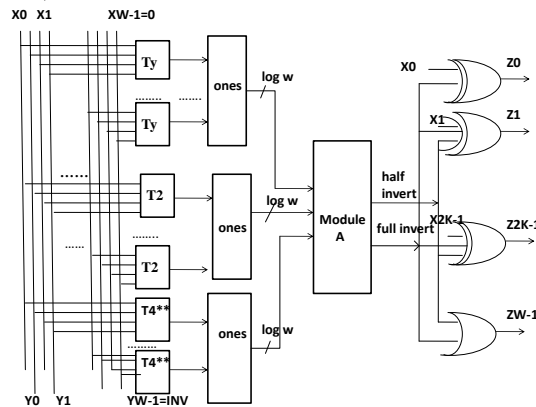 X0 X1 XW-1=0
Ty
ones
log w
........ .......
Ty
X0
Z0
X1
Z1
......
T2
ones
log w
Module
A
half
invert
full invert
X2K-1
Z2K-1
......
T2
T4**
ones
log w
.........
T4**
ZW-1
Y0 Y1 YW-1=INV